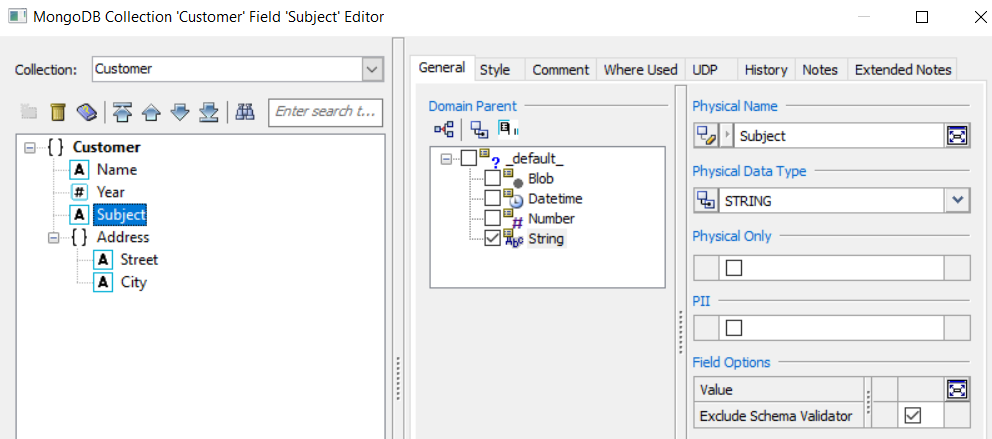 MongoDB Collection 'Customer' Field 'Subject' Editor
Collection: Customer
Enter search t...
{ } Customer
A Name
# Year
A Subject
{ } Address
A Street
A City
General Style Comment Where Used UDP History Notes Extended Notes
Domain Parent
_default_
Blob
Datetime
Number
String
Physical Name
Subject
Physical Data Type
STRING
Physical Only
PII
Field Options
Value
Exclude Schema Validator